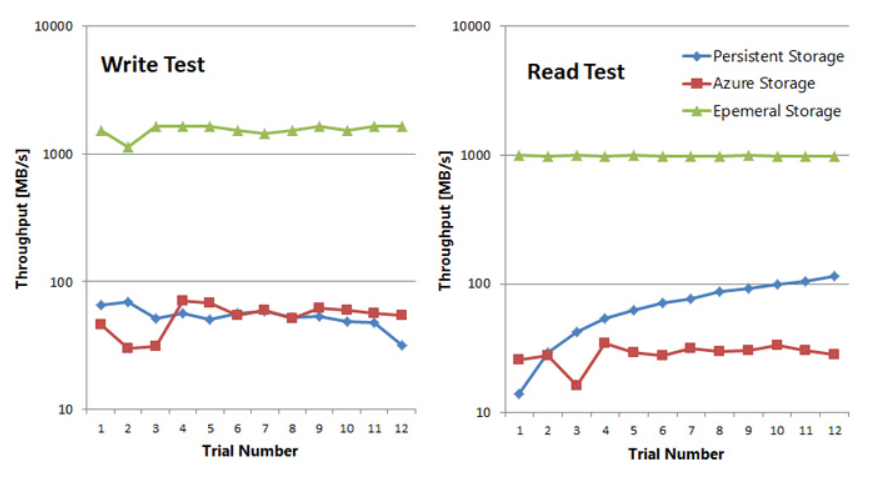 Write Test
Throughput [MB/s]
10000
1000
100
10
1 2 3 4 5 6 7 8 9 10 11 12
Trial Number
Read Test
Persistent Storage
Azure Storage
Epemeral Storage
Throughput [MB/s]
10000
1000
100
10
1 2 3 4 5 6 7 8 9 10 11 12
Trial Number